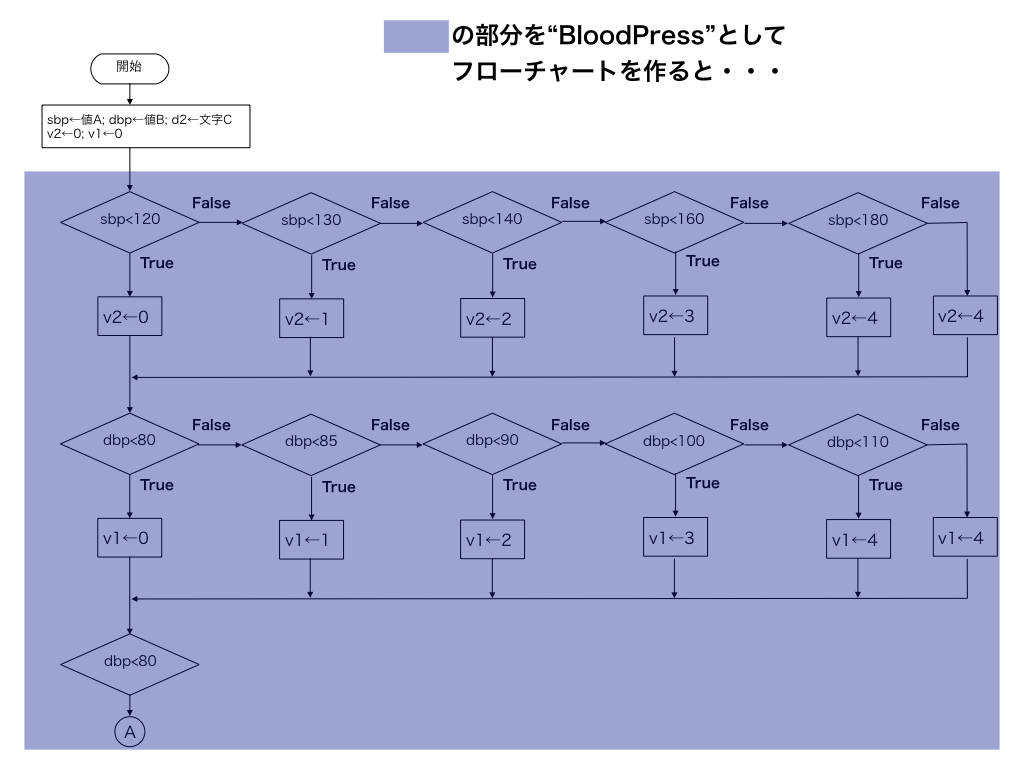 の部分を“BloodPress”として
フローチャートを作ると・・・
開始
sbp←値A; dbp←値B; d2←文字C
v2←0; v1←0
sbp<120
False
sbp<130
False
sbp<140
False
sbp<160
False
sbp<180
False
True
True
True
True
True
v2←0
v2←1
v2←2
v2←3
v2←4
v2←4
dbp<80
False
dbp<85
False
dbp<90
False
dbp<100
False
dbp<110
False
True
True
True
True
True
v1←0
v1←1
v1←2
v1←3
v1←4
v1←4
dbp<80
A